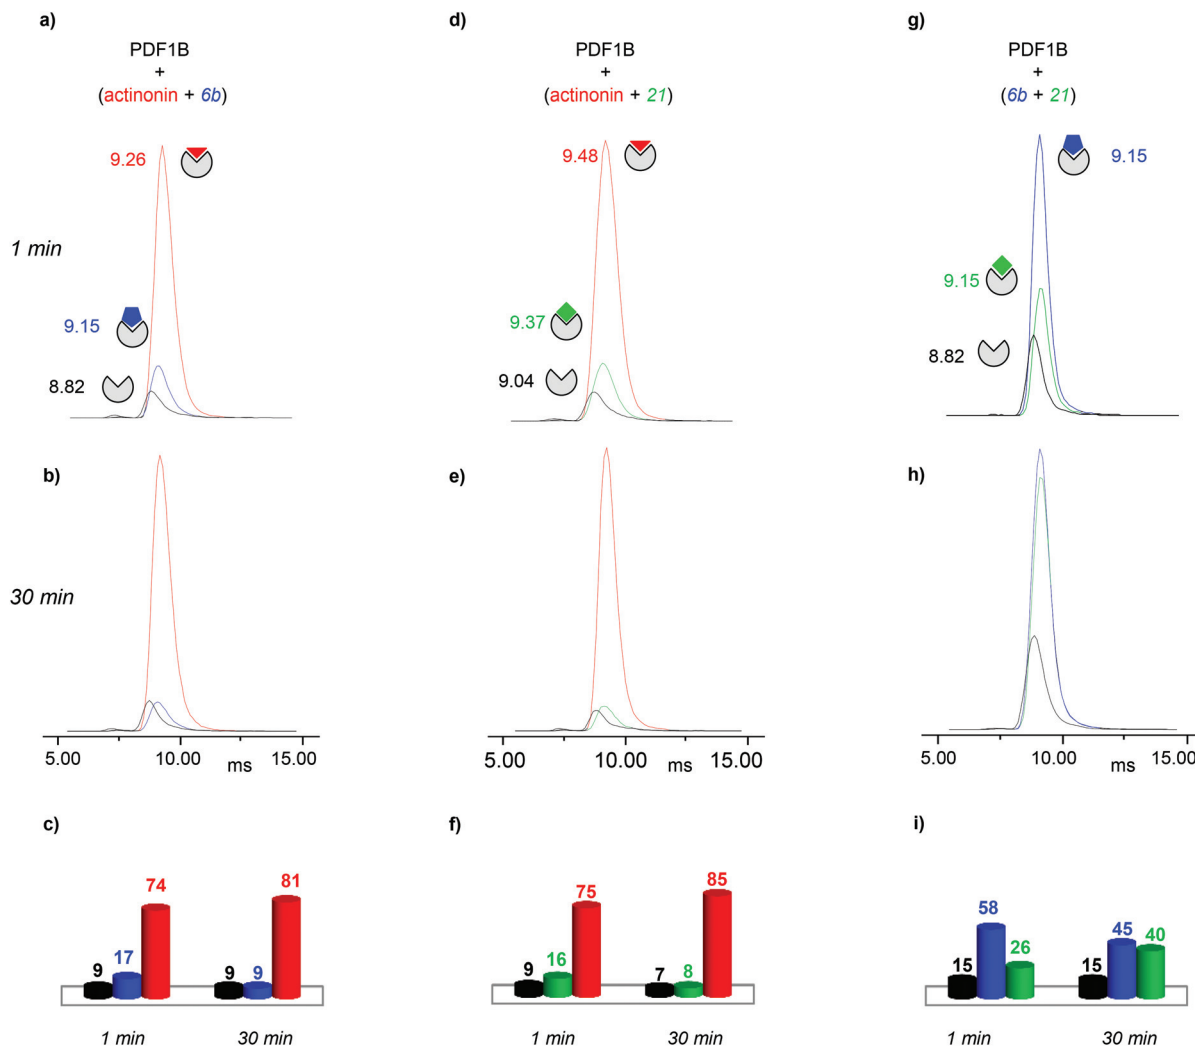 a)
PDF1B
+
(actinonin + 6b)
9.26
1 min
9.15
8.82
b)
30 min
5.00 10.00 ms 15.00
c)
9 17 74 9 9 81
1 min 30 min
d)
PDF1B
+
(actinonin + 21)
9.48
9.37
9.04
e)
5.00 10.00 ms 15.00
f)
9 16 75 7 8 85
1 min 30 min
g)
PDF1B
+
(6b + 21)
9.15
9.15
8.82
h)
5.00 10.00 ms 15.00
i)
15 58 26 15 45 40
1 min 30 min